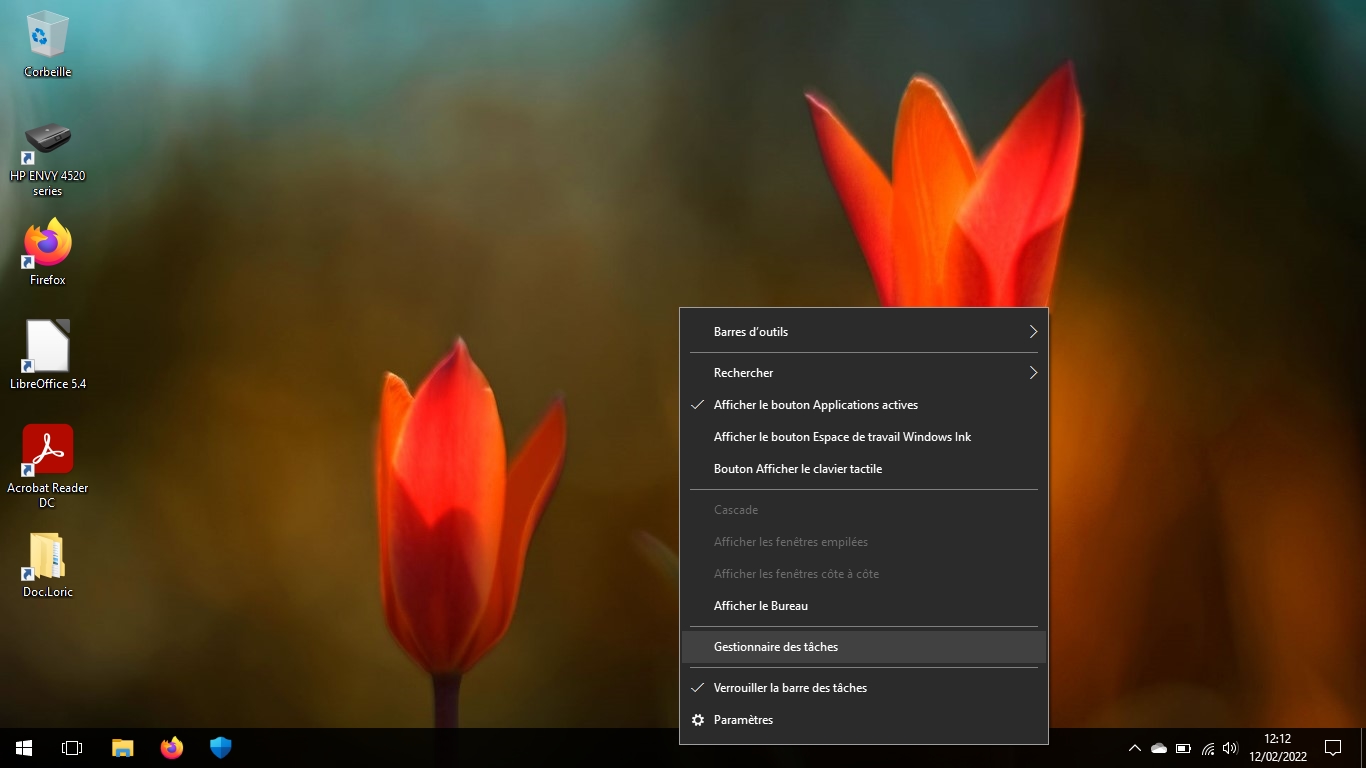 Corbeille
HP ENVY 4520
series
Firefox
LibreOffice 5.4
Acrobat Reader
DC
Doc.Loric
Barres d'outils
Rechercher
Afficher le bouton Applications actives
Afficher le bouton Espace de travail Windows Ink
Bouton Afficher le clavier tactile
Cascade
Afficher les fenêtres empilées
Afficher les fenêtres côte à côte
Afficher le Bureau
Gestionnaire des tâches
Verrouiller la barre des tâches
Paramètres
12:12
12/02/2022